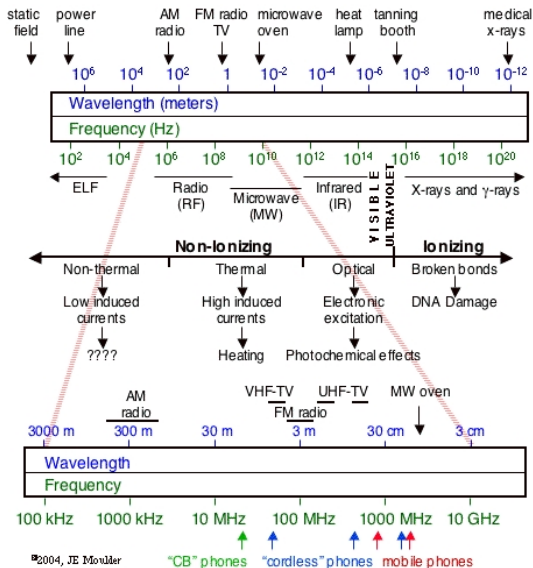 static field
power line
AM radio
FM radio TV
microwave oven
heat lamp
tanning booth
medical x-rays
10⁶ 10⁴ 10² 1 10⁻² 10⁻⁴ 10⁻⁶ 10⁻⁸ 10⁻¹⁰ 10⁻¹²
Wavelength (meters)
Frequency (Hz)
10² 10⁴ 10⁶ 10⁸ 10¹⁰ 10¹² 10¹⁴ 10¹⁶ 10¹⁸ 10²⁰
ELF
Radio (RF)
Microwave (MW)
Infrared (IR)
VISIBLE
ULTRAVIOLET
X-rays and γ-rays
Non-Ionizing
Ionizing
Non-thermal
Thermal
Optical
Broken bonds
Low induced currents
High induced currents
Electronic excitation
DNA Damage
????
Heating
Photochemical effects
AM radio
VHF-TV
UHF-TV
FM radio
MW oven
3000 m 300 m 30 m 3 m 30 cm 3 cm
Wavelength
Frequency
100 kHz 1000 kHz 10 MHz 100 MHz 1000 MHz 10 GHz
"CB" phones
"cordless" phones
mobile phones
©2004, JE Moulder